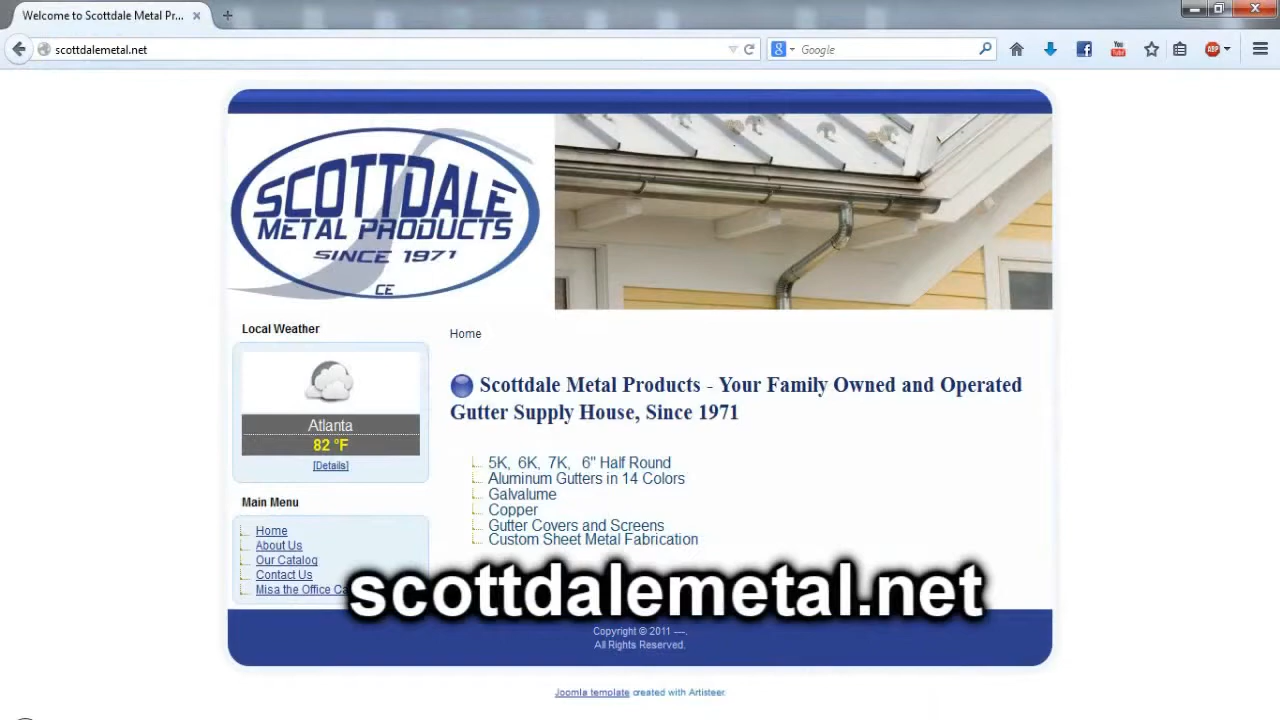 Welcome to Scottdale Metal Pr...
scottdalemetal.net
Google
SCOTTDALE
METAL PRODUCTS
SINCE 1971
CE
Local Weather
Atlanta
82 °F
[Details]
Main Menu
Home
About Us
Our Catalog
Contact Us
Misa the Office Ca
Home
Scottdale Metal Products - Your Family Owned and Operated
Gutter Supply House, Since 1971
5K, 6K, 7K, 6" Half Round
Aluminum Gutters in 14 Colors
Galvalume
Copper
Gutter Covers and Screens
Custom Sheet Metal Fabrication
scottdalemetal.net
Copyright © 2011 ---.
All Rights Reserved.
Joomla template created with Artisteer.